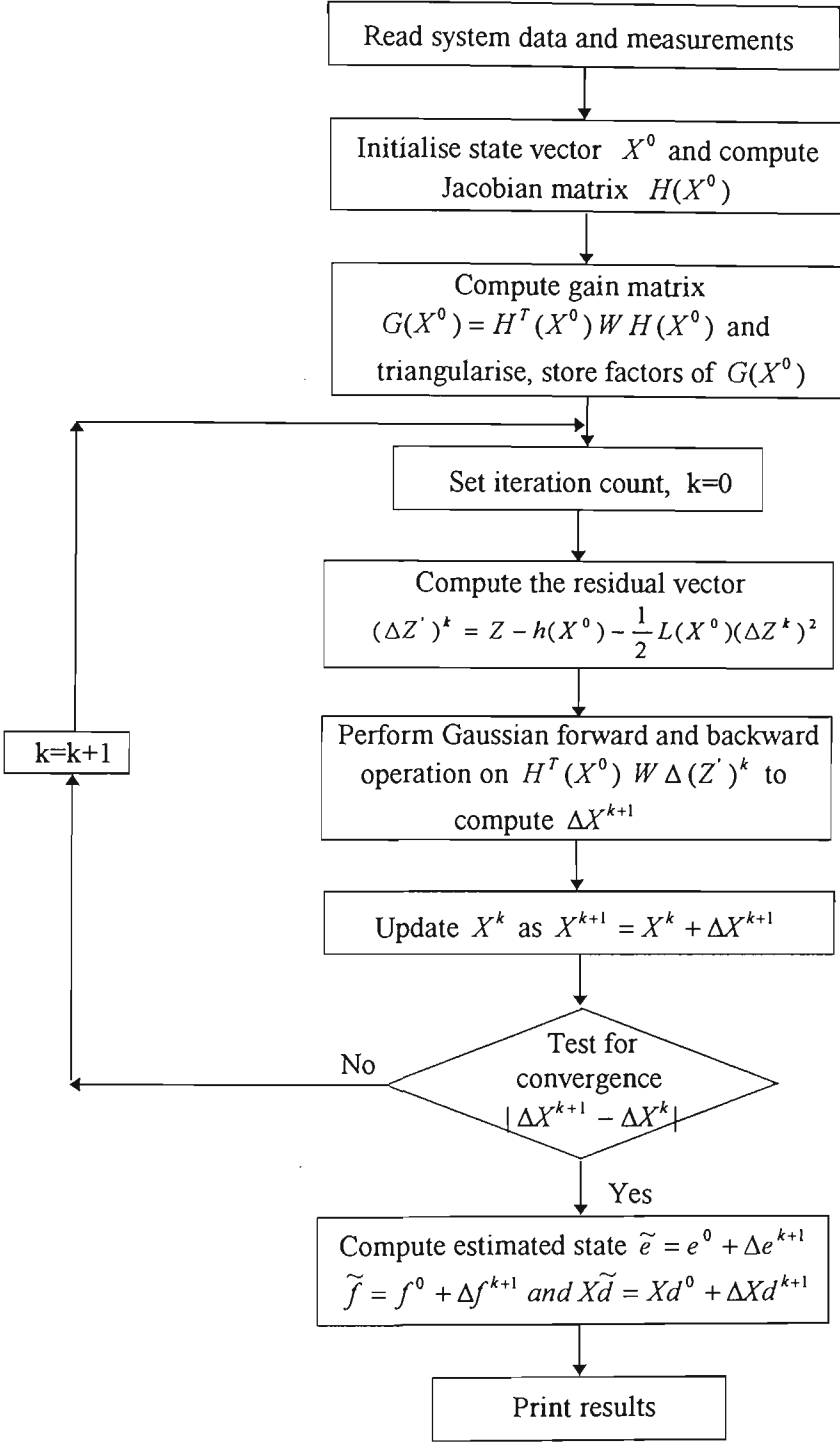 Read system data and measurements
Initialise state vector X⁰ and compute
Jacobian matrix H(X⁰)
Compute gain matrix
G(X⁰) = Hᵀ(X⁰) W H(X⁰) and
triangularise, store factors of G(X⁰)
Set iteration count, k=0
Compute the residual vector
(ΔZ')ᵏ = Z − h(X⁰) − 1/2 L(X⁰)(ΔZᵏ)²
Perform Gaussian forward and backward
operation on Hᵀ(X⁰) W Δ(Z')ᵏ to
compute ΔXᵏ⁺¹
k=k+1
Update Xᵏ as Xᵏ⁺¹ = Xᵏ + ΔXᵏ⁺¹
Test for
convergence
|ΔXᵏ⁺¹ − ΔXᵏ|
No
Yes
Compute estimated state ẽ = e⁰ + Δeᵏ⁺¹
f̃ = f⁰ + Δfᵏ⁺¹ and Xd̃ = Xd⁰ + ΔXdᵏ⁺¹
Print results